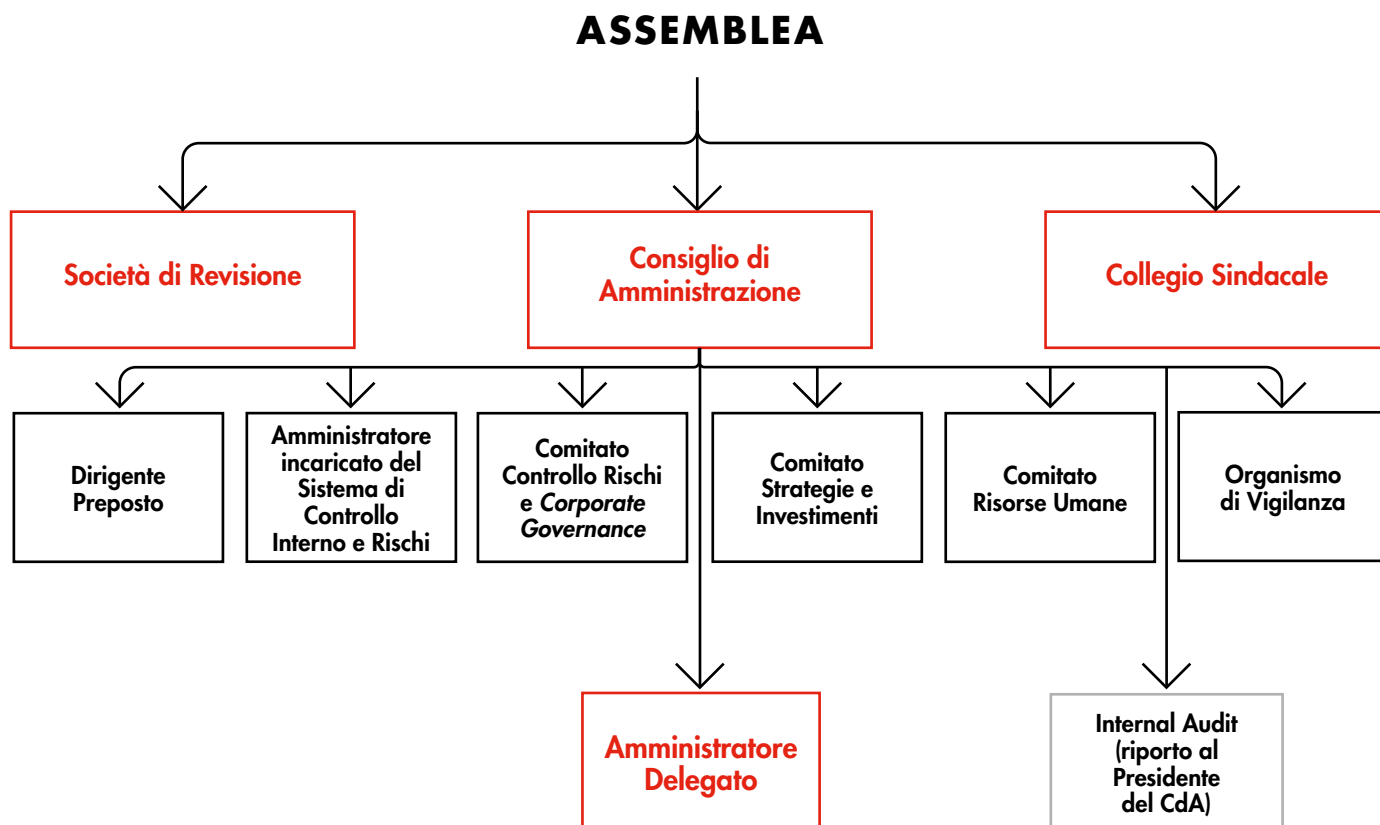 ASSEMBLEA
Società di Revisione
Consiglio di
Amministrazione
Collegio Sindacale
Dirigente
Preposto
Amministratore
incaricato del
Sistema di
Controllo
Interno e Rischi
Comitato
Controllo Rischi
e Corporate
Governance
Comitato
Strategie e
Investimenti
Comitato
Risorse Umane
Organismo
di Vigilanza
Amministratore
Delegato
Internal Audit
(riporto al
Presidente
del CdA)